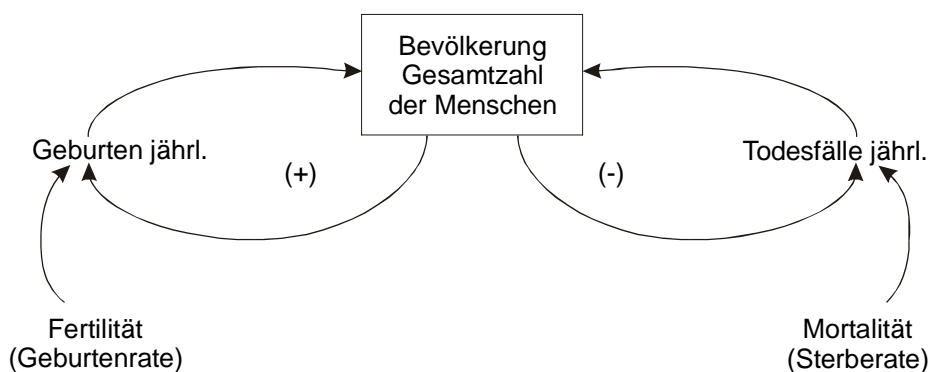 Bevölkerung
Gesamtzahl
der Menschen
Geburten jährl.
(+)
(-)
Todesfälle jährl.
Fertilität
(Geburtenrate)
Mortalität
(Sterberate)